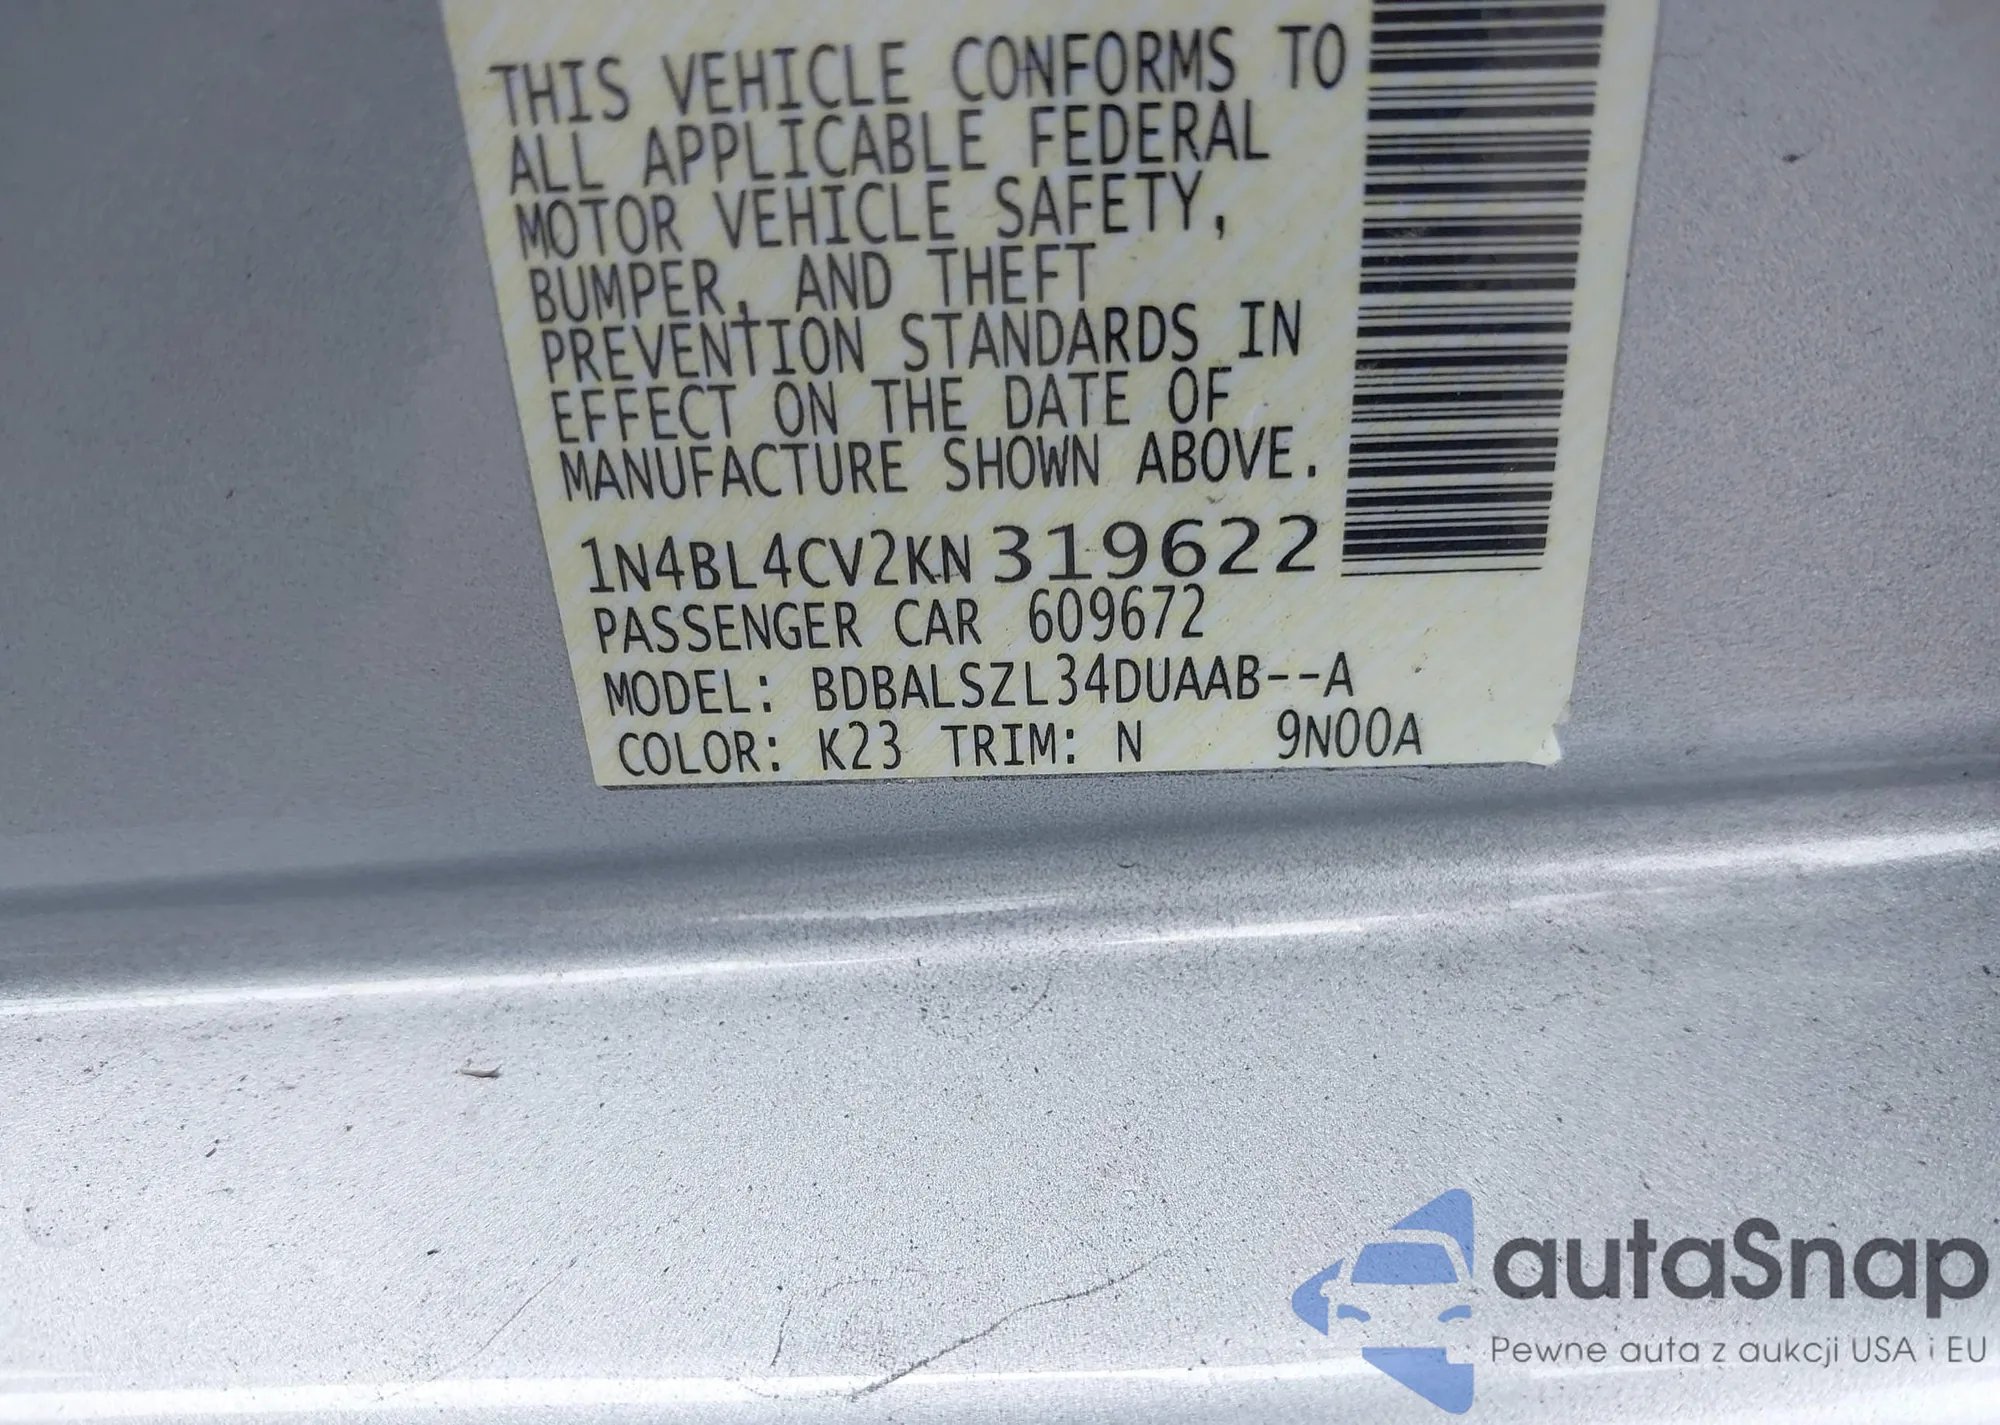 THIS VEHICLE CONFORMS TO
ALL APPLICABLE FEDERAL
MOTOR VEHICLE SAFETY,
BUMPER, AND THEFT
PREVENTION STANDARDS IN
EFFECT ON THE DATE OF
MANUFACTURE SHOWN ABOVE.
1N4BL4CV2KN319622
PASSENGER CAR 609672
MODEL: BDBALSZL34DUAAB--A
COLOR: K23 TRIM: N 9N00A
autaSnap
Pewne auta z aukcji USA i EU